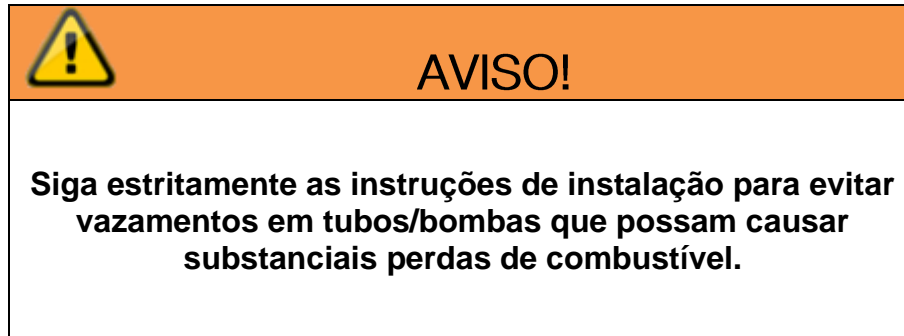 AVISO!
Siga estritamente as instruções de instalação para evitar
vazamentos em tubos/bombas que possam causar
substanciais perdas de combustível.